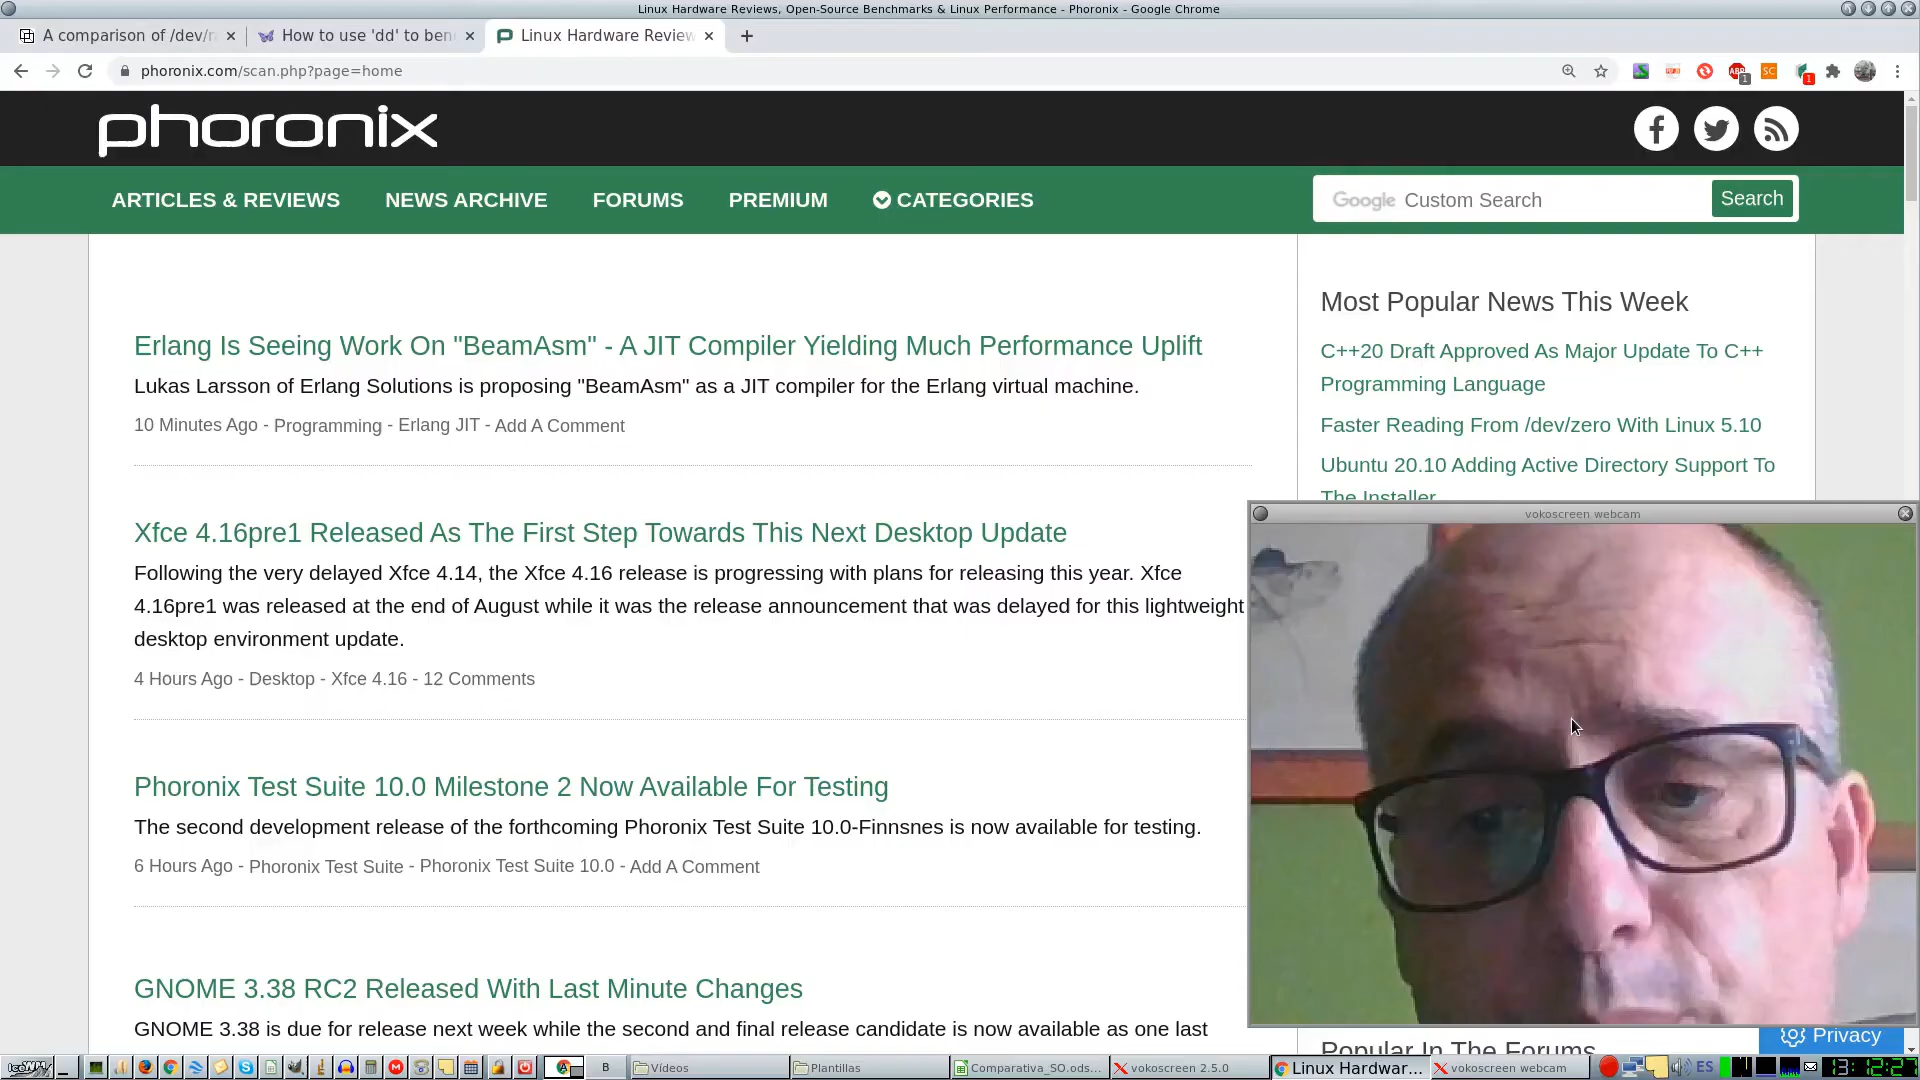 Linux Hardware Reviews, Open-Source Benchmarks & Linux Performance - Phoronix - Google Chrome
A comparison of /dev/ra
How to use 'dd' to ben
Linux Hardware Review
phoronix.com/scan.php?page=home
ABP
1
SC
1
phoronix
ARTICLES & REVIEWS
NEWS ARCHIVE
FORUMS
PREMIUM
CATEGORIES
Google Custom Search
Search
Erlang Is Seeing Work On "BeamAsm" - A JIT Compiler Yielding Much Performance Uplift
Lukas Larsson of Erlang Solutions is proposing "BeamAsm" as a JIT compiler for the Erlang virtual machine.
10 Minutes Ago - Programming - Erlang JIT - Add A Comment
Xfce 4.16pre1 Released As The First Step Towards This Next Desktop Update
Following the very delayed Xfce 4.14, the Xfce 4.16 release is progressing with plans for releasing this year. Xfce
4.16pre1 was released at the end of August while it was the release announcement that was delayed for this lightweight
desktop environment update.
4 Hours Ago - Desktop - Xfce 4.16 - 12 Comments
Phoronix Test Suite 10.0 Milestone 2 Now Available For Testing
The second development release of the forthcoming Phoronix Test Suite 10.0-Finnsnes is now available for testing.
6 Hours Ago - Phoronix Test Suite - Phoronix Test Suite 10.0 - Add A Comment
GNOME 3.38 RC2 Released With Last Minute Changes
GNOME 3.38 is due for release next week while the second and final release candidate is now available as one last
Most Popular News This Week
C++20 Draft Approved As Major Update To C++
Programming Language
Faster Reading From /dev/zero With Linux 5.10
Ubuntu 20.10 Adding Active Directory Support To
The Installer
vokoscreen webcam
Privacy
Popular In The Forums
IceWM
B
Vídeos
Plantillas
Comparativa_SO.ods...
vokoscreen 2.5.0
Linux Hardwar...
vokoscreen webcam
ES
13:12:27